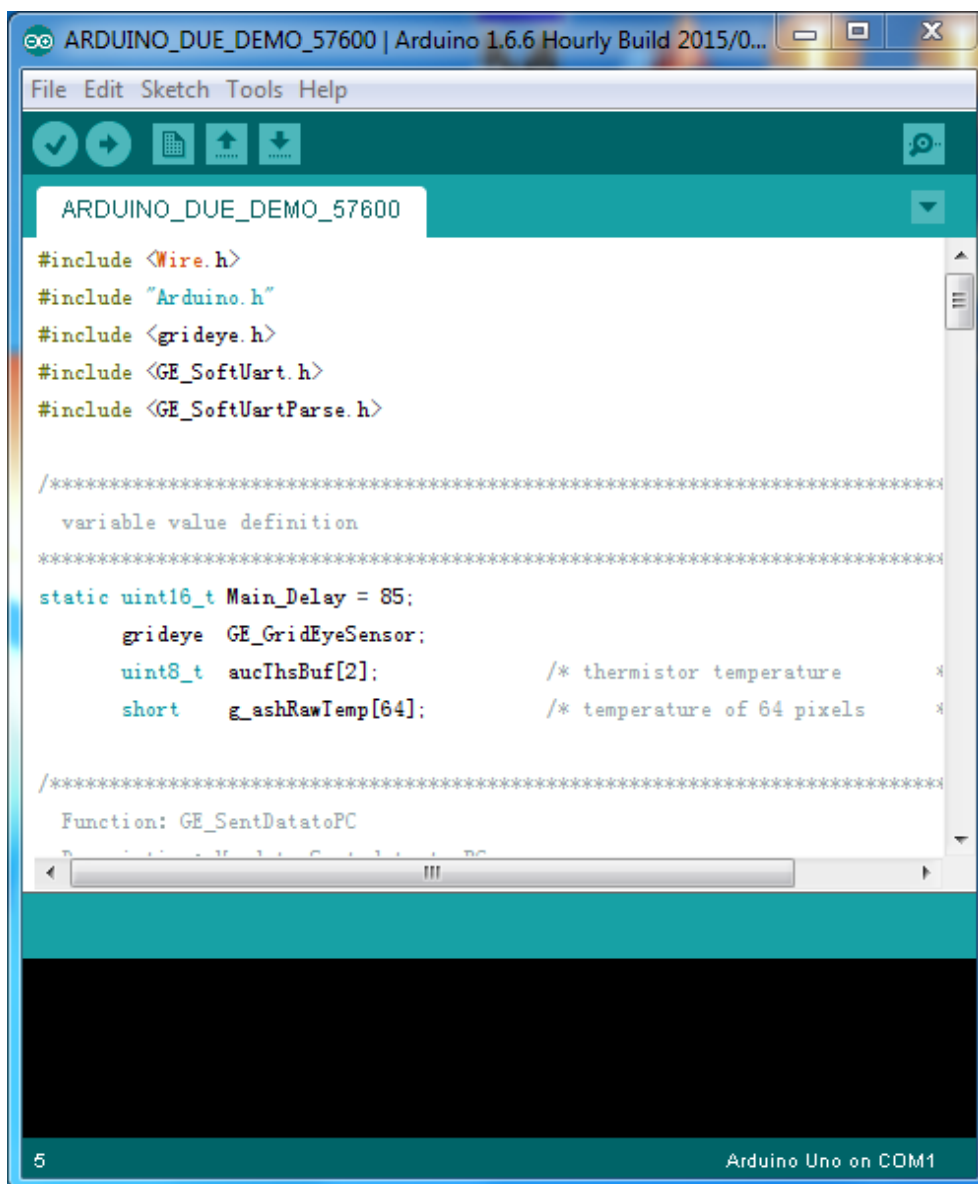 ARDUINO_DUE_DEMO_57600 | Arduino 1.6.6 Hourly Build 2015/0...
File Edit Sketch Tools Help
ARDUINO_DUE_DEMO_57600
#include <Wire.h>
#include "Arduino.h"
#include <grideye.h>
#include <GE_SoftUart.h>
#include <GE_SoftUartParse.h>
/****************************************************************************
variable value definition
*****************************************************************************
static uint16_t Main_Delay = 85;
grideye GE_GridEyeSensor;
uint8_t aucThsBuf[2]; /* thermistor temperature *
short g_ashRawTemp[64]; /* temperature of 64 pixels *
/****************************************************************************
Function: GE_SentDatatoPC
5
Arduino Uno on COM1